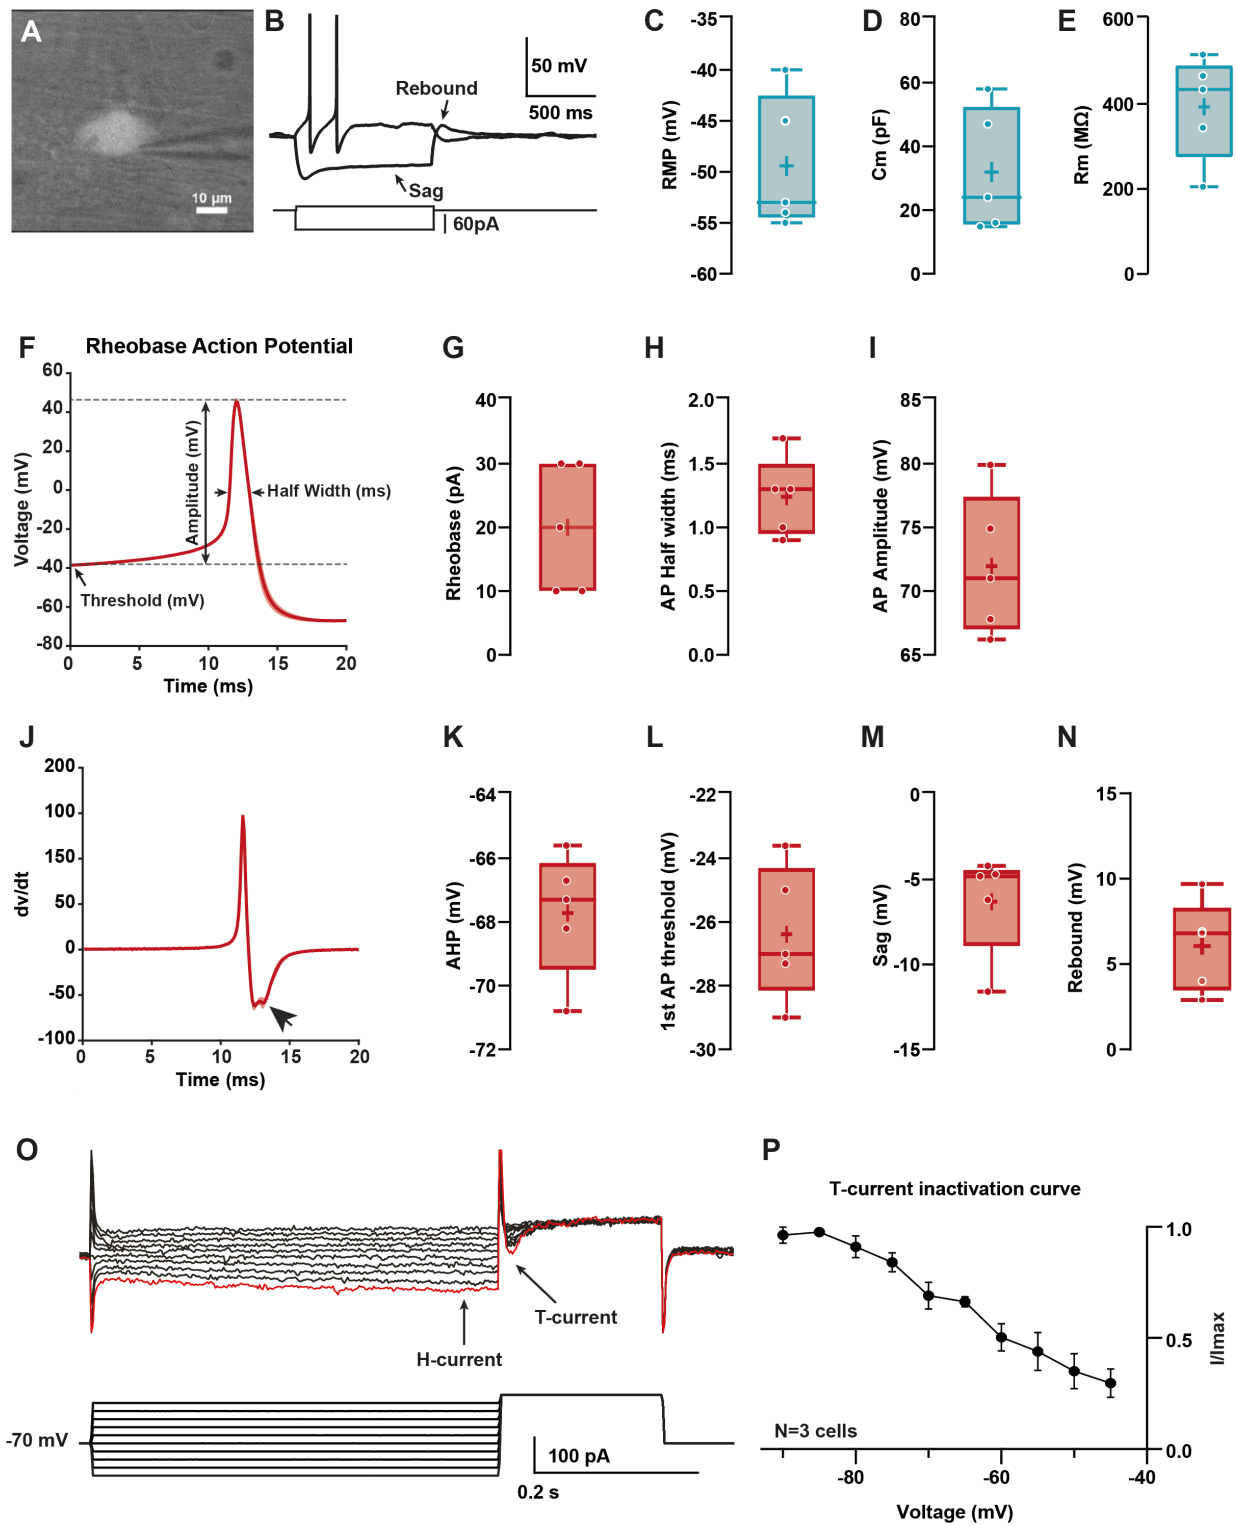 A
10 µm
B
50 mV
500 ms
Rebound
Sag
60pA
C
-35
-40
-45
-50
-55
-60
RMP (mV)
D
80
60
40
20
0
Cm (pF)
E
600
400
200
0
Rm (MΩ)
F
Rheobase Action Potential
60
40
20
0
-20
-40
-60
-80
Voltage (mV)
Amplitude (mV)
Half Width (ms)
Threshold (mV)
0
5
10
15
20
Time (ms)
G
40
30
20
10
0
Rheobase (pA)
H
2.0
1.5
1.0
0.5
0.0
AP Half width (ms)
I
85
80
75
70
65
AP Amplitude (mV)
J
200
100
150
50
0
-50
-100
dv/dt
0
5
10
15
20
Time (ms)
K
-64
-66
-68
-70
-72
AHP (mV)
L
-22
-24
-26
-28
-30
1st AP threshold (mV)
M
0
-5
-10
-15
Sag (mV)
N
15
10
5
0
Rebound (mV)
O
T-current
H-current
-70 mV
100 pA
0.2 s
P
T-current inactivation curve
1.0
0.5
0.0
I/Imax
N=3 cells
-80
-60
-40
Voltage (mV)